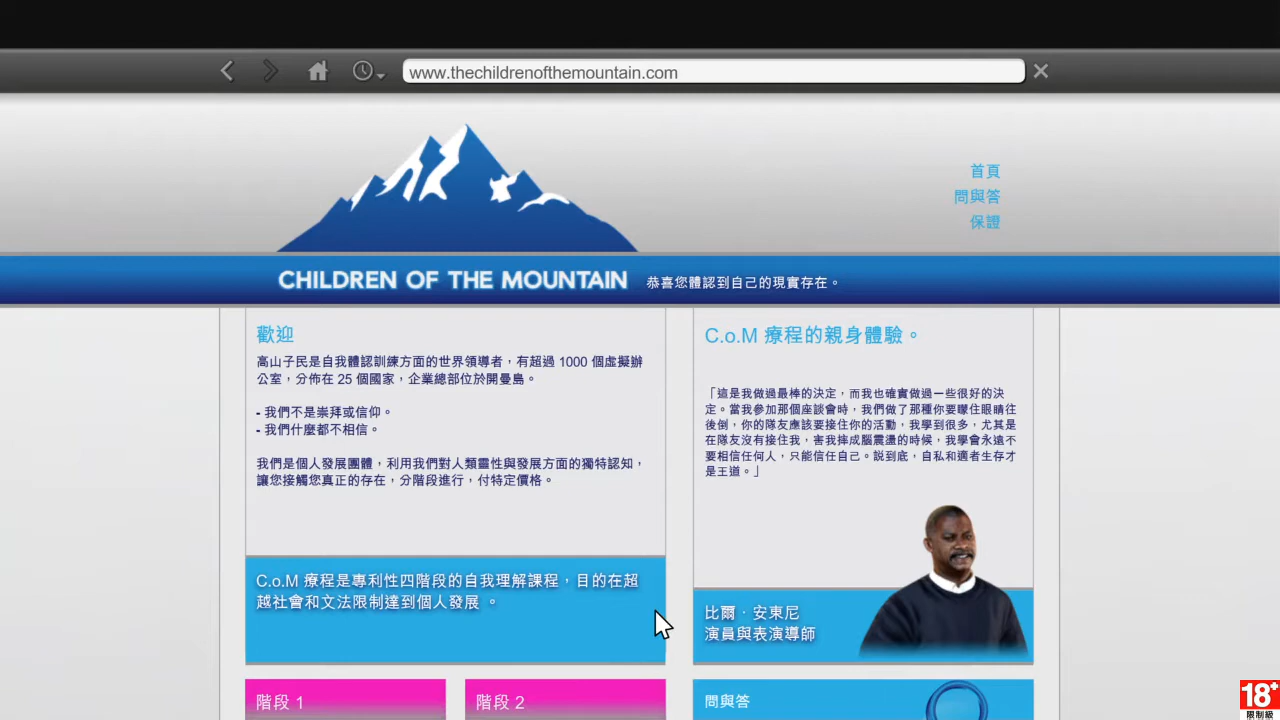 www.thechildrenofthemountain.com
首頁
問與答
保證
CHILDREN OF THE MOUNTAIN 恭喜您體認到自己的現實存在。
歡迎
高山子民是自我體認訓練方面的世界領導者，有超過 1000 個虛擬辦
公室，分佈在 25 個國家，企業總部位於開曼島。
- 我們不是崇拜或信仰。
- 我們什麼都不相信。
我們是個人發展團體，利用我們對人類靈性與發展方面的獨特認知，
讓您接觸您真正的存在，分階段進行，付特定價格。
C.o.M 療程是專利性四階段的自我理解課程，目的在超
越社會和文法限制達到個人發展 。
C.o.M 療程的親身體驗。
「這是我做過最棒的決定，而我也確實做過一些很好的決
定。當我參加那個座談會時，我們做了那種你要矇住眼睛往
後倒，你的隊友應該要接住你的活動，我學到很多，尤其是
在隊友沒有接住我，害我摔成腦震盪的時候，我學會永遠不
要相信任何人，只能信任自己。說到底，自私和適者生存才
是王道。」
比爾．安東尼
演員與表演導師
階段 1
階段 2
問與答
18+
限制級